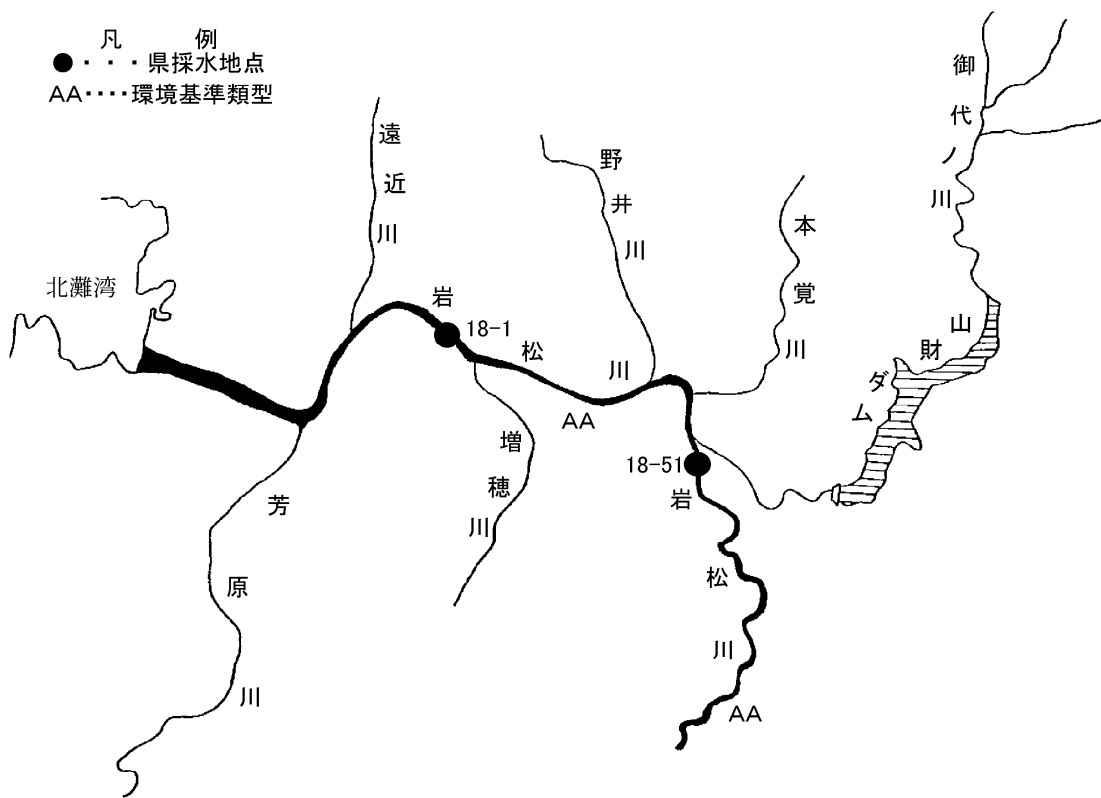 凡例
●・・・県採水地点
AA・・・・環境基準類型
御代ノ川
遠近川
野井川
本覚川
北灘湾
岩松川
18-1
山財ダム
AA
増穂川
18-51
岩松川
芳原川
AA